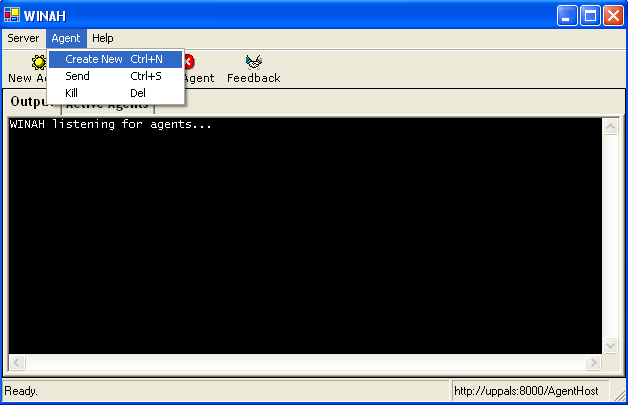 WINAH
Server Agent Help
Create New Ctrl+N
Send Ctrl+S
Kill Del
New Agent Feedback
Output Active Agents
WINAH listening for agents...
Ready. http://uppals:8000/AgentHost